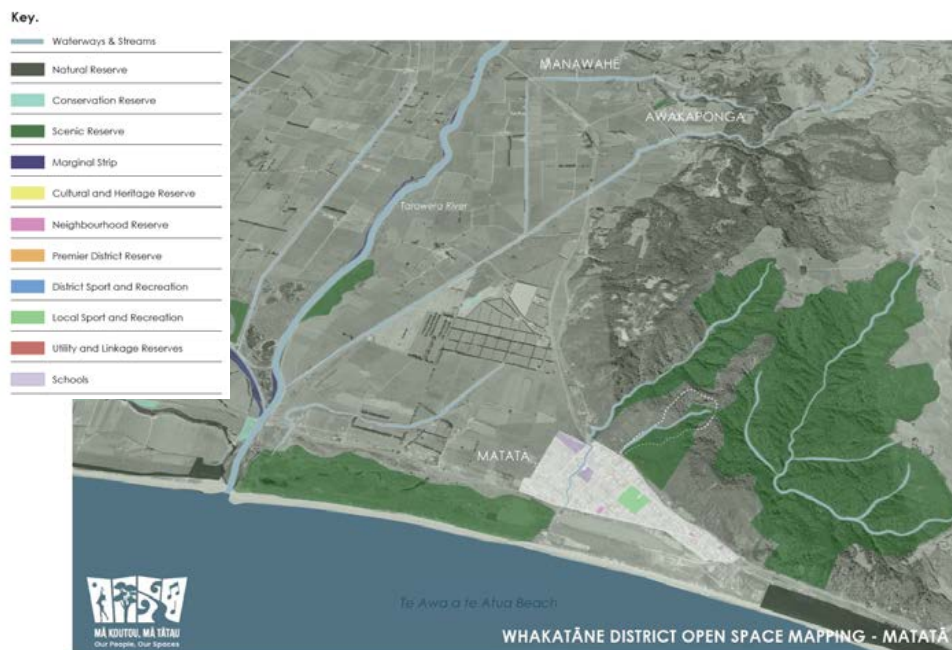 Key.
Waterways & Streams
Natural Reserve
Conservation Reserve
Scenic Reserve
Marginal Strip
Cultural and Heritage Reserve
Neighbourhood Reserve
Premier District Reserve
District Sport and Recreation
Local Sport and Recreation
Utility and Linkage Reserves
Schools
MANAWAHE
AWAKAPONGA
Tarawera River
MATATA
Te Awa a te Atua Beach
MĀ KOUTOU, MĀ TĀTAU
Our People, Our Spaces
WHAKATĀNE DISTRICT OPEN SPACE MAPPING - MATATĀ